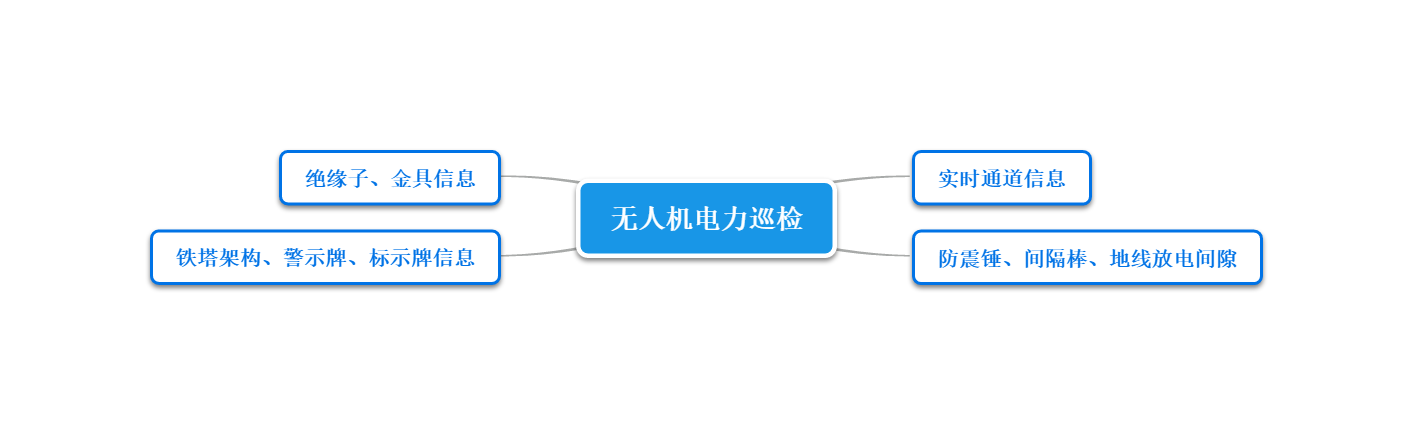 绝缘子、金具信息
实时通道信息
无人机电力巡检
铁塔架构、警示牌、标示牌信息
防震锤、间隔棒、地线放电间隙